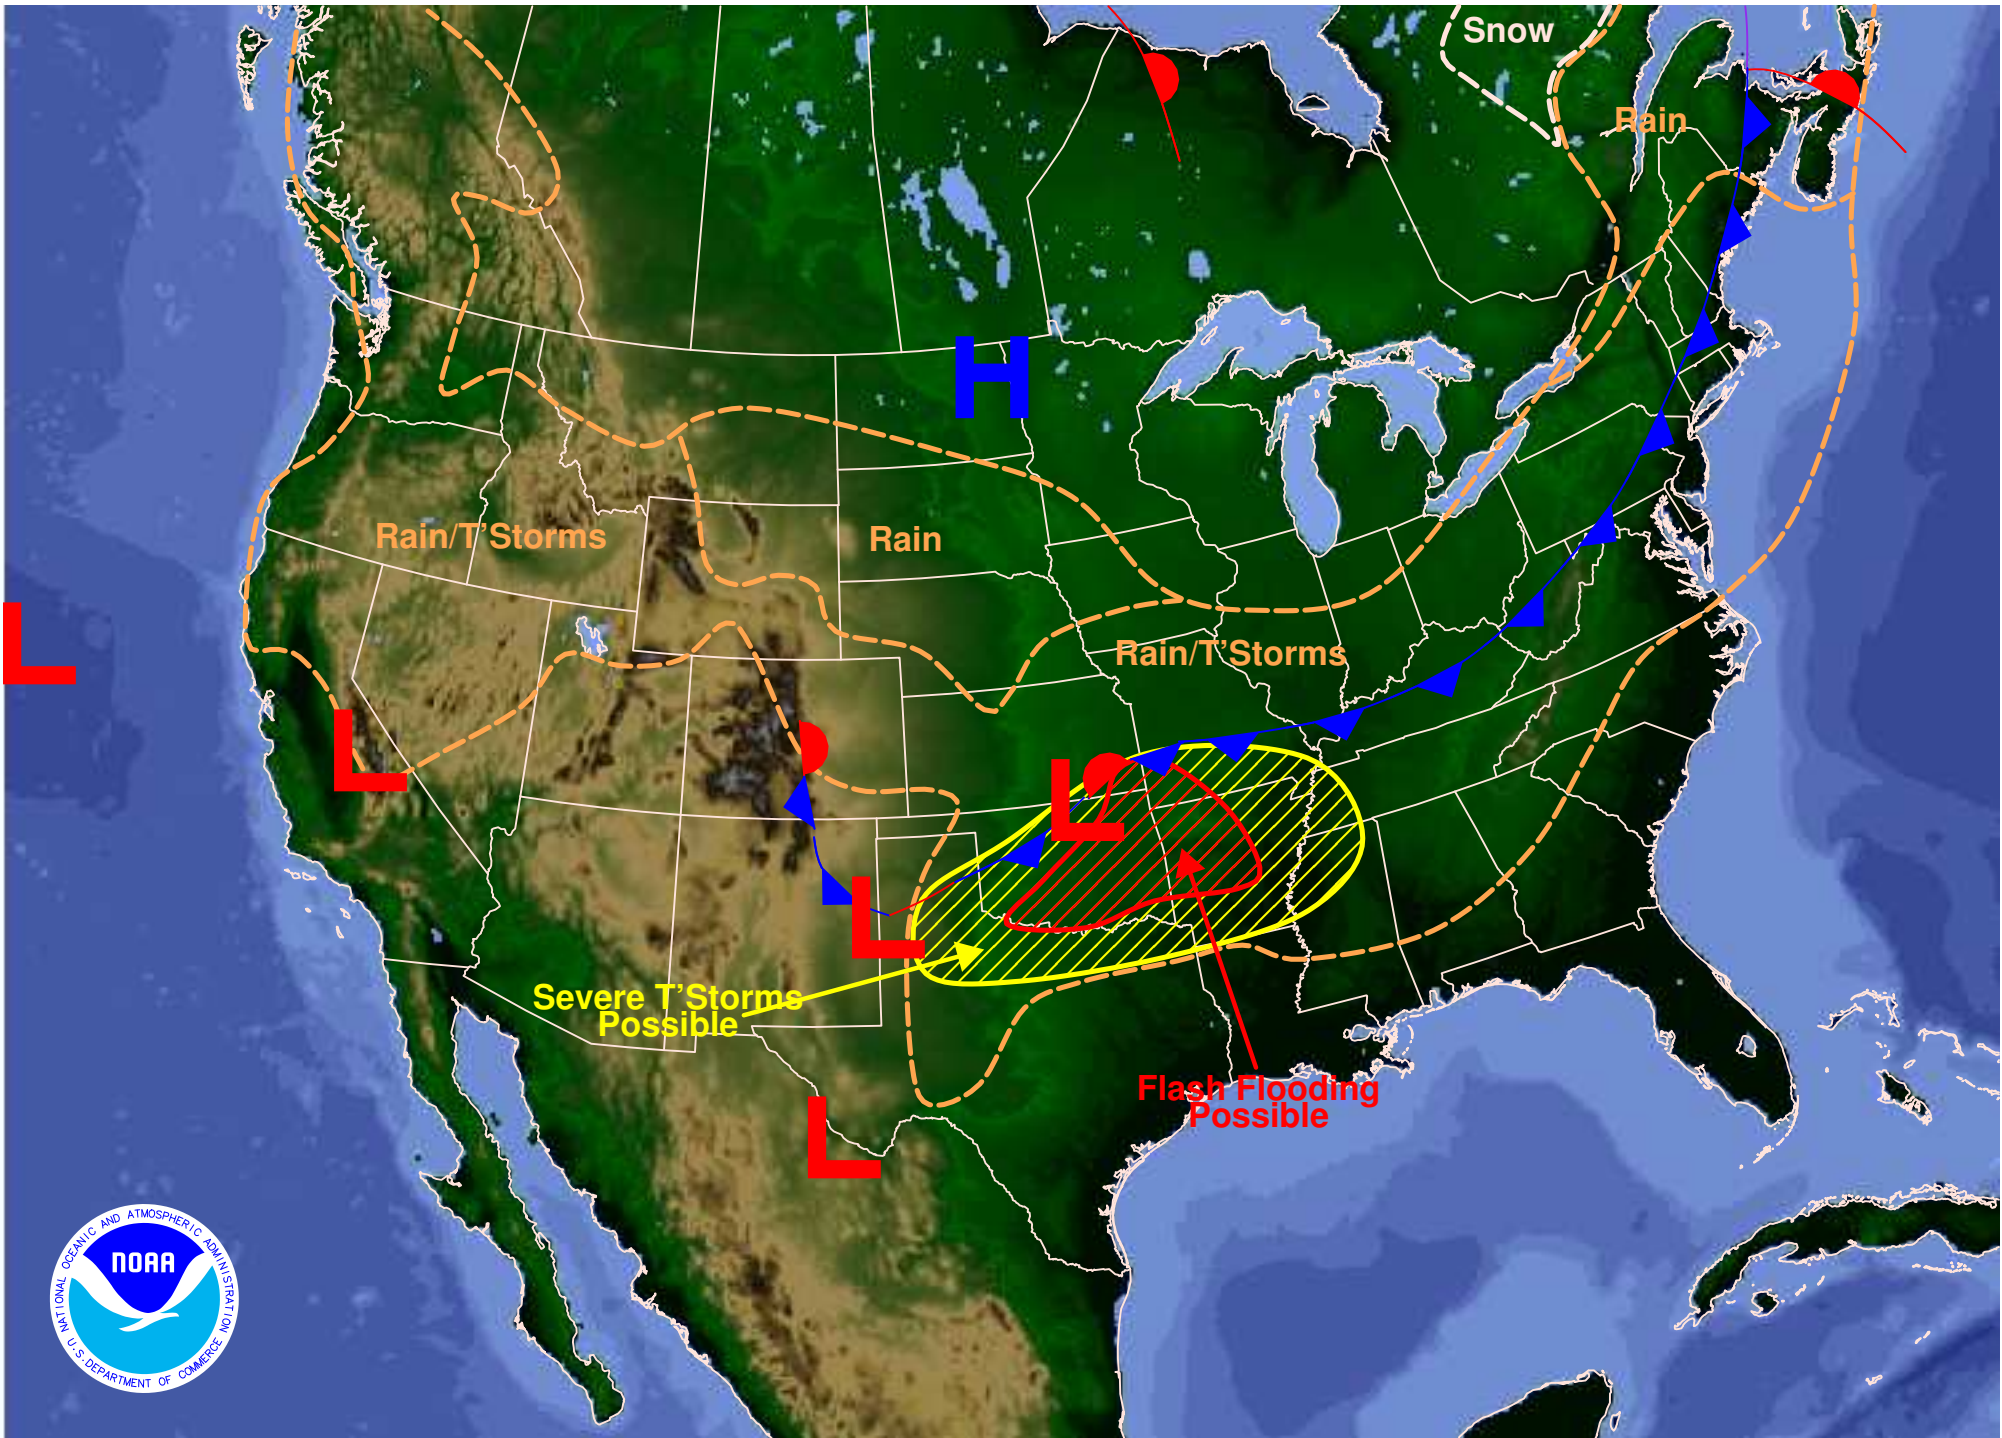 Snow
Rain
H
Rain/T'Storms
Rain
L
Rain/T'Storms
L
L
L
Severe T'Storms
Possible
Flash Flooding
Possible
L
NATIONAL OCEANIC AND ATMOSPHERIC ADMINISTRATION
NOAA
U.S. DEPARTMENT OF COMMERCE